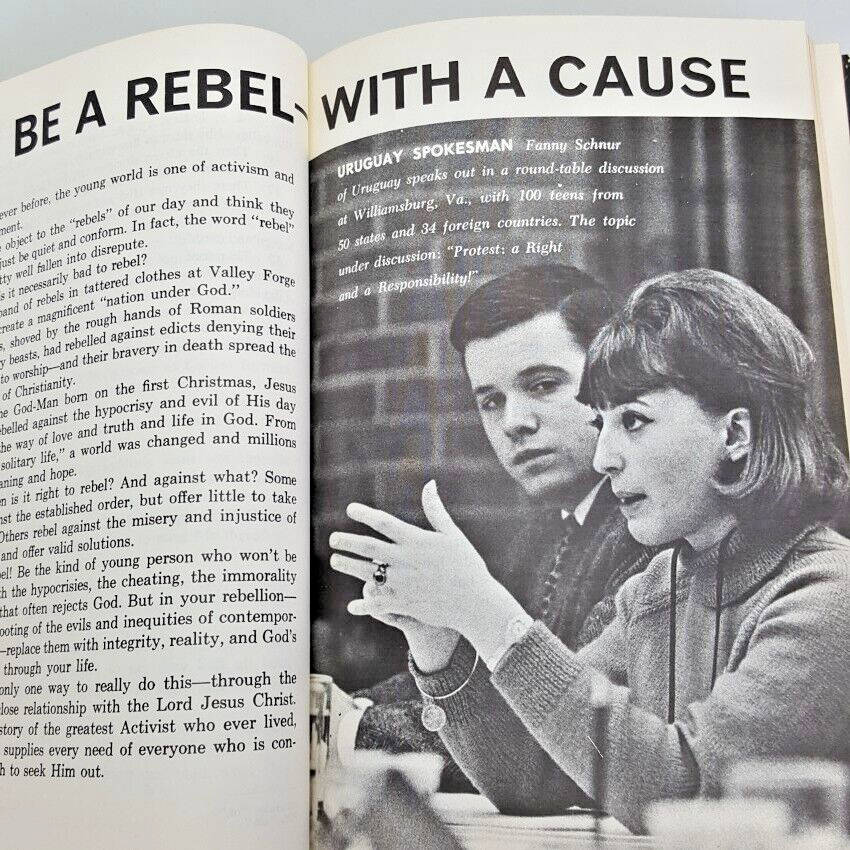 BE A REBEL—WITH A CAUSE
ever before, the young world is one of activism and
ment.
object to the "rebels" of our day and think they
just be quiet and conform. In fact, the word "rebel"
tty well fallen into disrepute.
is it necessarily bad to rebel?
band of rebels in tattered clothes at Valley Forge
create a magnificent "nation under God."
s, shoved by the rough hands of Roman soldiers
y beasts, had rebelled against edicts denying their
to worship—and their bravery in death spread the
of Christianity.
he God-Man born on the first Christmas, Jesus
ebelled against the hypocrisy and evil of His day
the way of love and truth and life in God. From
solitary life," a world was changed and millions
aning and hope.
en is it right to rebel? And against what? Some
nst the established order, but offer little to take
Others rebel against the misery and injustice of
and offer valid solutions.
bel! Be the kind of young person who won't be
th the hypocrisies, the cheating, the immorality
that often rejects God. But in your rebellion—
ooting of the evils and inequities of contempor-
—replace them with integrity, reality, and God's
through your life.
only one way to really do this—through the
close relationship with the Lord Jesus Christ.
story of the greatest Activist who ever lived,
supplies every need of everyone who is con-
h to seek Him out.
URUGUAY SPOKESMAN Fanny Schnur
of Uruguay speaks out in a round-table discussion
at Williamsburg, Va., with 100 teens from
50 states and 34 foreign countries. The topic
under discussion: "Protest: a Right
and a Responsibility!"